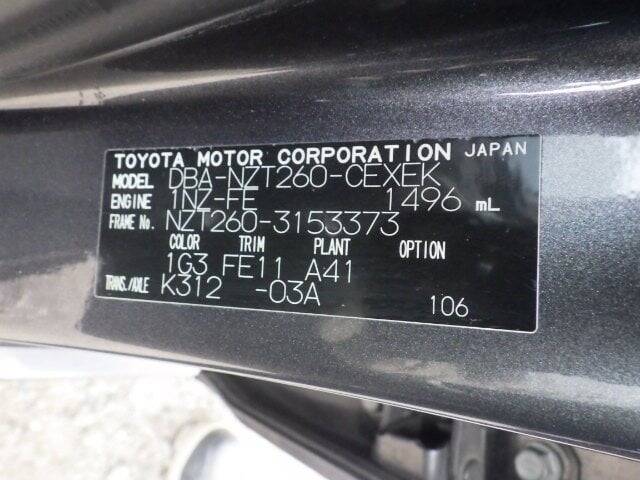 TOYOTA MOTOR CORPORATION JAPAN
MODEL DBA-NZT260-CEXEK
ENGINE 1NZ-FE 1496 mL
FRAME No. NZT260-3153373
COLOR TRIM PLANT OPTION
1G3 FE11 A41
TRANS./AXLE K312 -03A
106